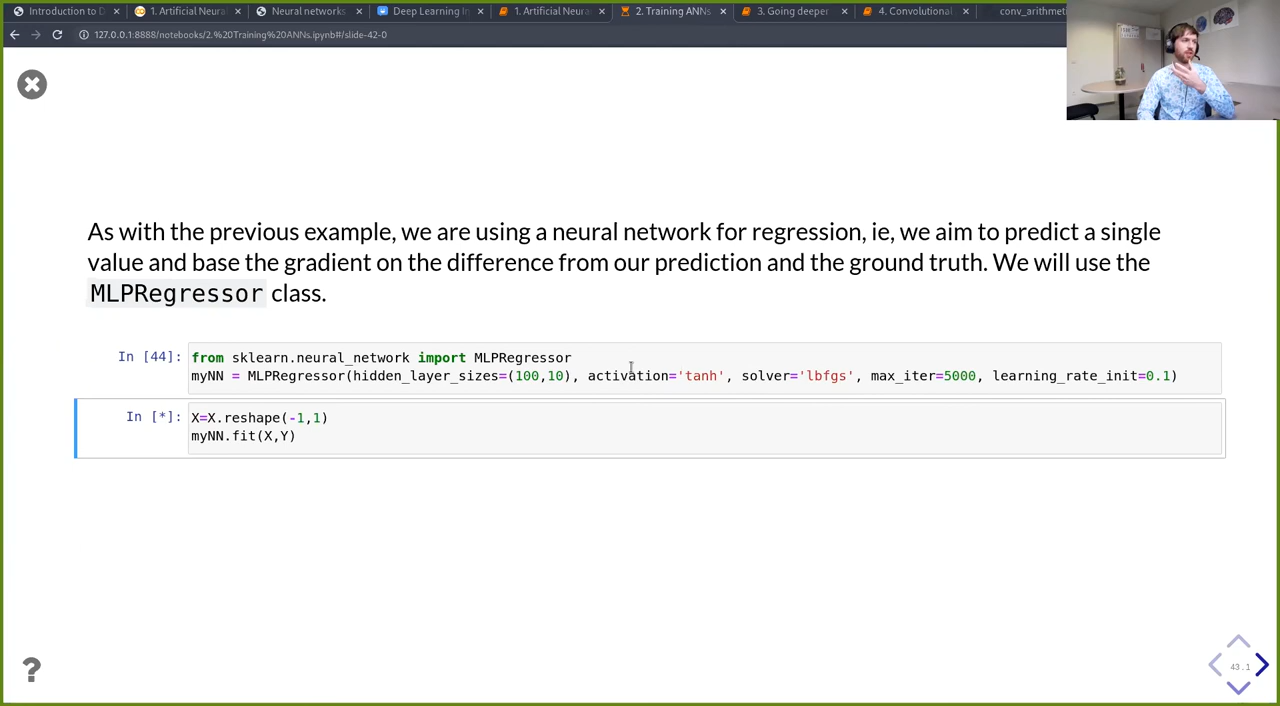 Introduction to D
1. Artificial Neura
Neural networks
Deep Learning In
1. Artificial Neura
2. Training ANNs
3. Going deeper
4. Convolutional
conv_arithmet
127.0.0.1:8888/notebooks/2.%20Training%20ANNs.ipynb#/slide-42-0
As with the previous example, we are using a neural network for regression, ie, we aim to predict a single
value and base the gradient on the difference from our prediction and the ground truth. We will use the
MLPRegressor class.
In [44]: from sklearn.neural_network import MLPRegressor
myNN = MLPRegressor(hidden_layer_sizes=(100,10), activation='tanh', solver='lbfgs', max_iter=5000, learning_rate_init=0.1)
In [*]: X=X.reshape(-1,1)
myNN.fit(X,Y)
?
43.1